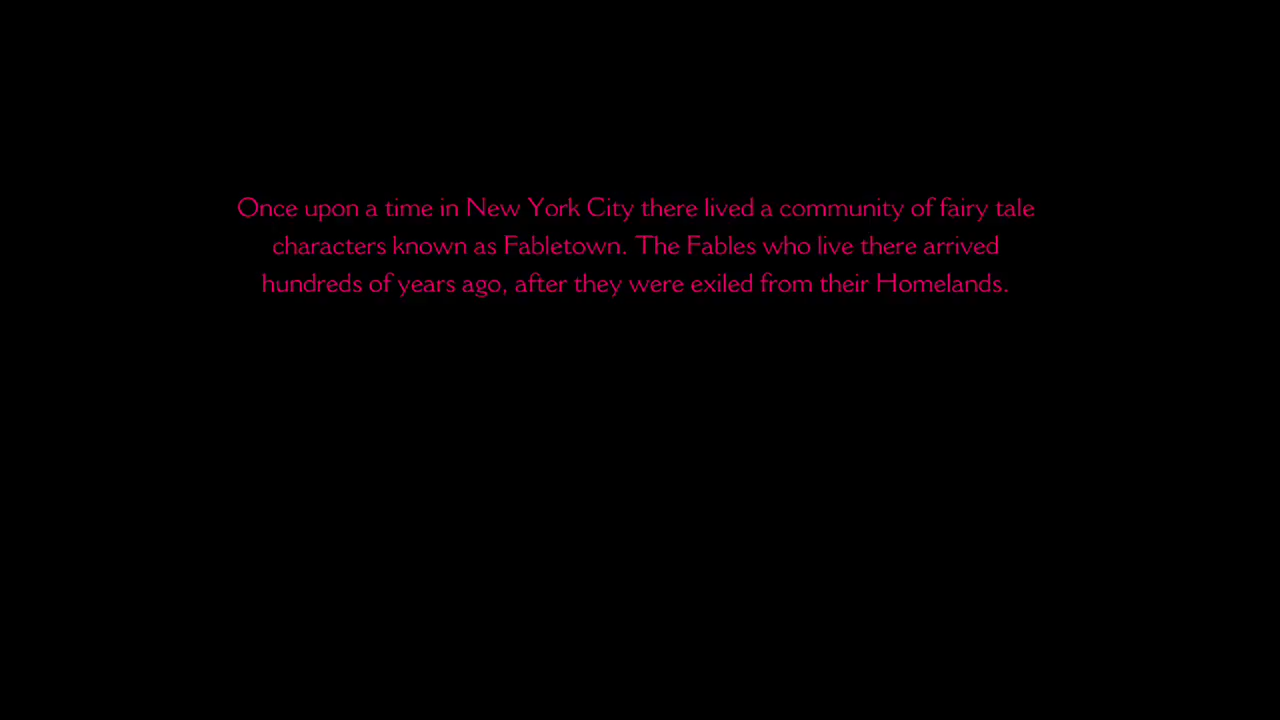 Once upon a time in New York City there lived a community of fairy tale
characters known as Fabletown. The Fables who live there arrived
hundreds of years ago, after they were exiled from their Homelands.